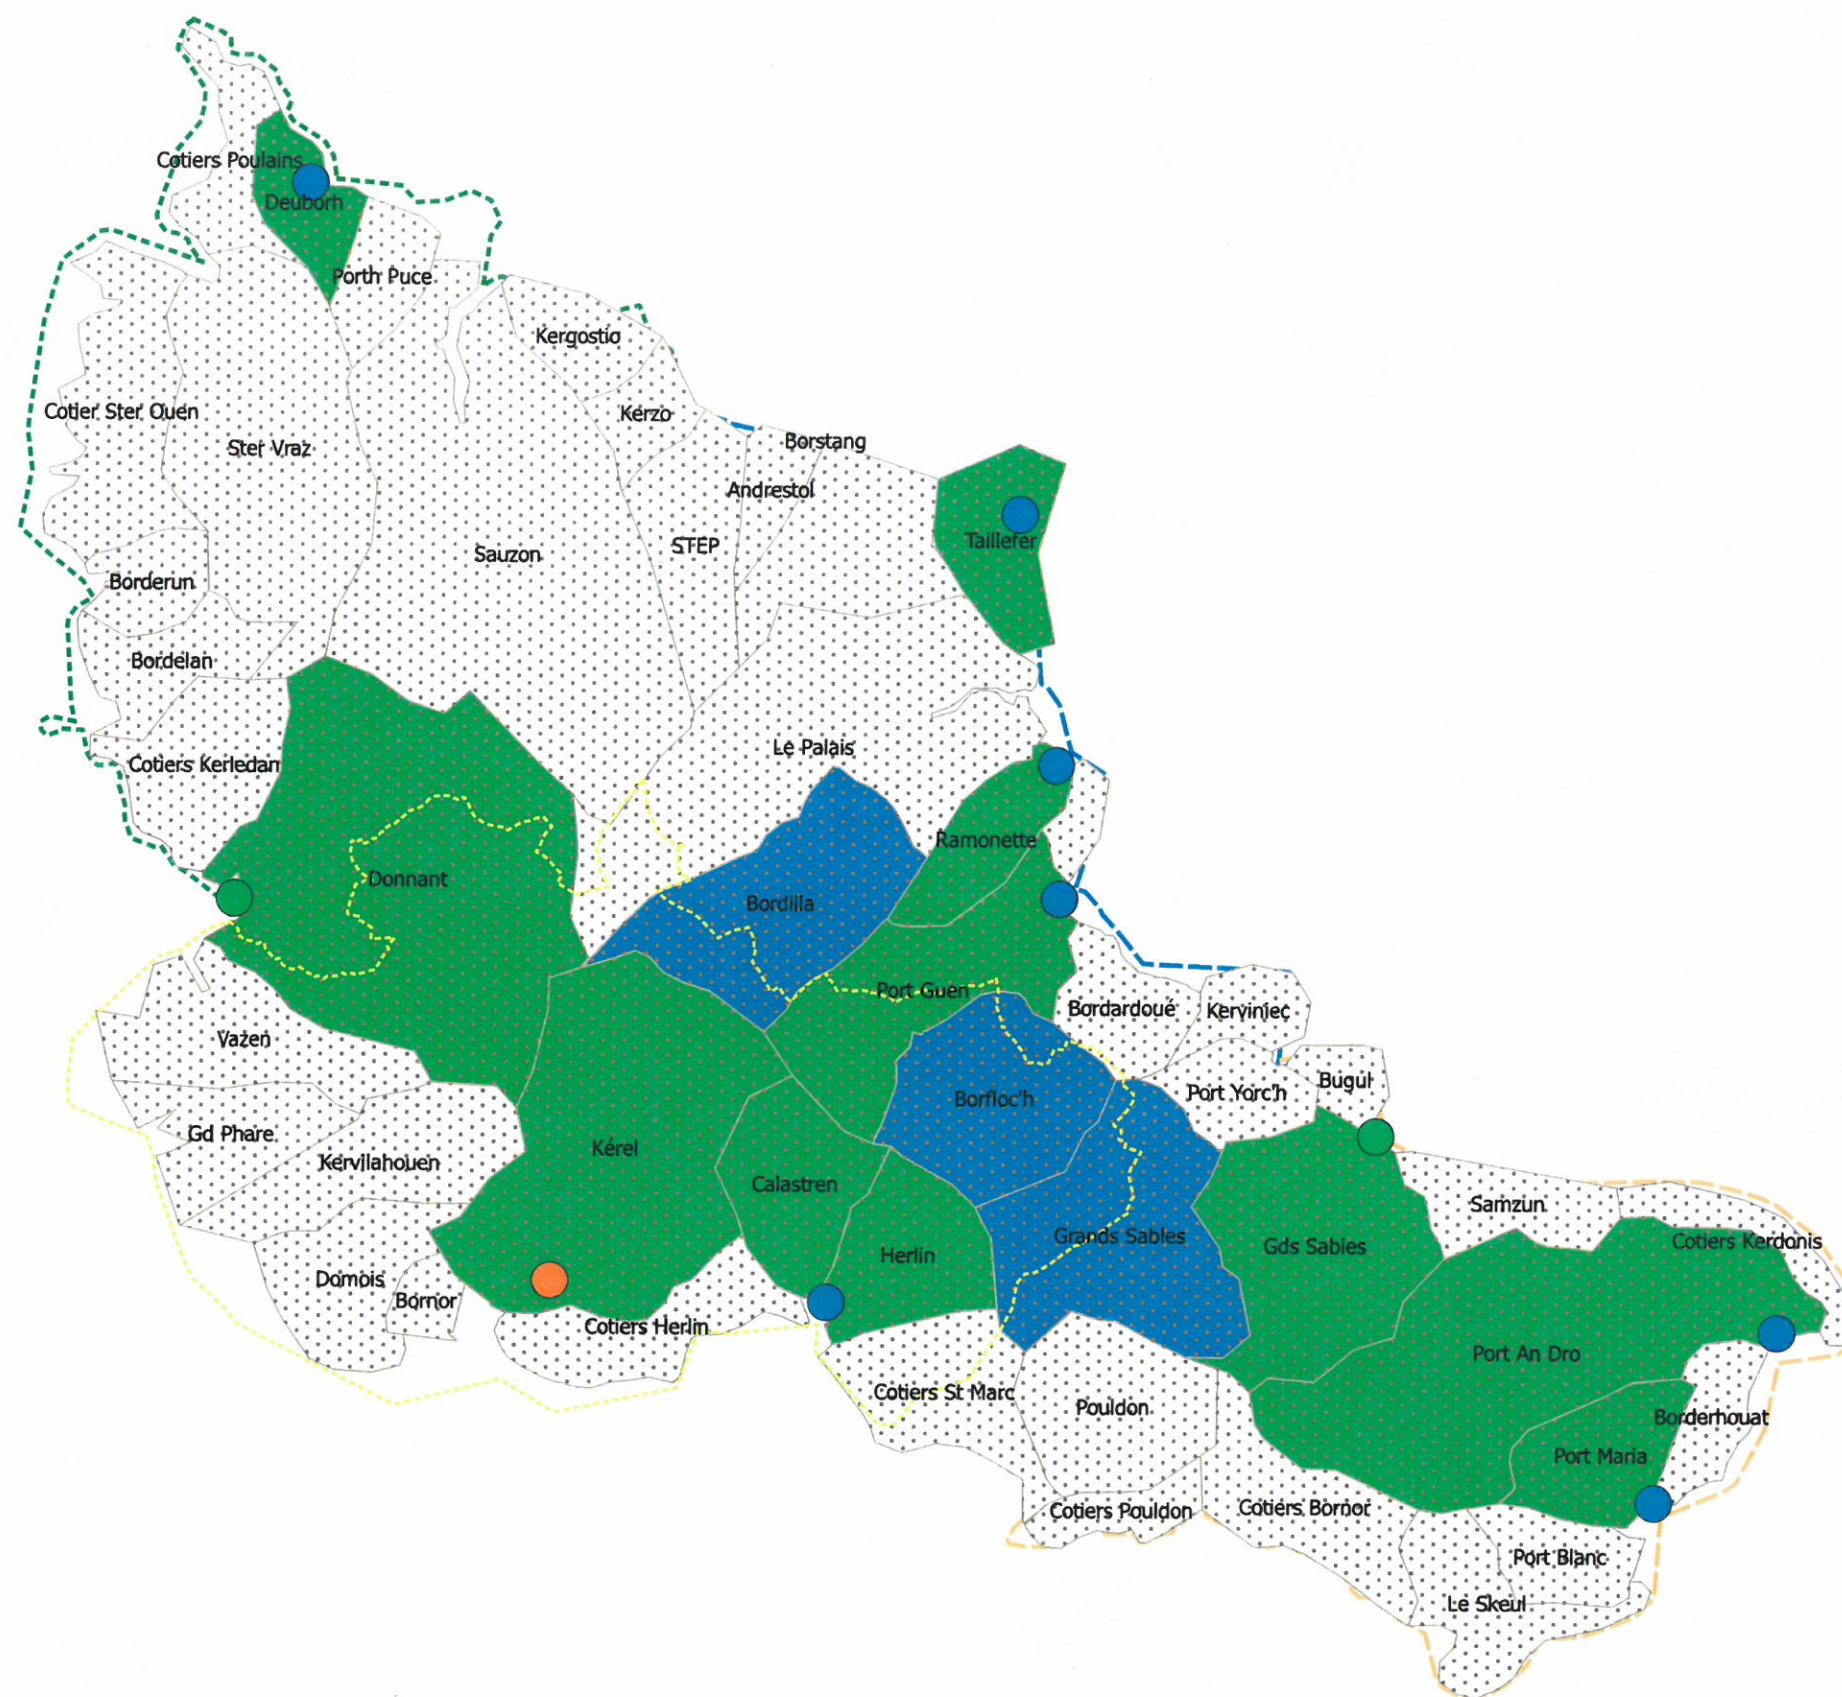 Cotiers Poulains
Deuborh
Porth Puce
Kergostio
Cotier Ster Ouen
Kerzo
Ster Vraz
Borstang
Andrestol
Taillefer
STEP
Sauzon
Borderun
Bordelan
Le Palais
Cotiers Kerledan
Ramonette
Donnant
Bordilla
Port Guen
Bordardoué
Kerviniec
Vazen
Bugul
Port Yorc'h
Borfloc'h
Gd Phare
Kérel
Kervilahouen
Calastren
Samzun
Grands Sables
Gds Sables
Cotiers Kerdonis
Herlin
Domois
Bornor
Cotiers Herlin
Port An Dro
Cotiers St Marc
Pouldon
Borderhouat
Port Maria
Cotiers Pouldon
Cotiers Bornor
Port Blanc
Le Skeul